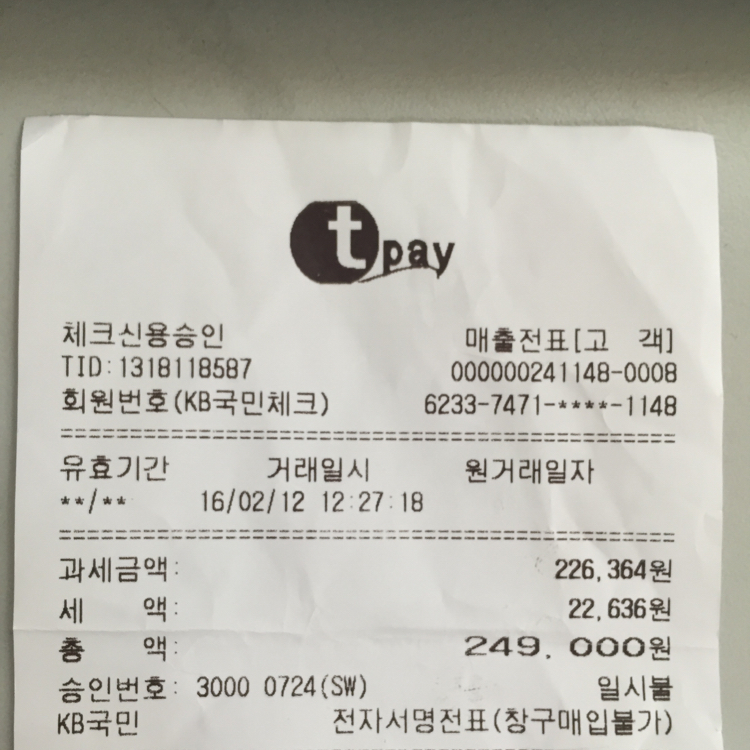 t pay
체크신용승인 매출전표[고 객]
TID:1318118587 000000241148-0008
회원번호(KB국민체크) 6233-7471-****-1148
================================================
유효기간 거래일시 원거래일자
**/** 16/02/12 12:27:18
================================================
과세금액: 226,364원
세 액: 22,636원
총 액: 249,000원
승인번호: 3000 0724(SW) 일시불
KB국민 전자서명전표(창구매입불가)